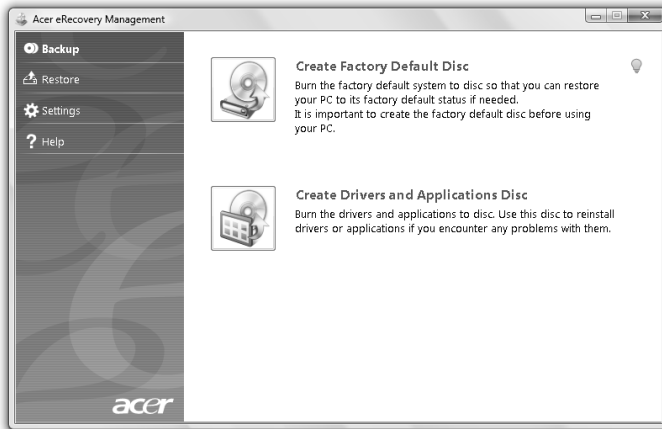 Acer eRecovery Management
Backup
Restore
Settings
? Help
Create Factory Default Disc
Burn the factory default system to disc so that you can restore
your PC to its factory default status if needed.
It is important to create the factory default disc before using
your PC.
Create Drivers and Applications Disc
Burn the drivers and applications to disc. Use this disc to reinstall
drivers or applications if you encounter any problems with them.
acer